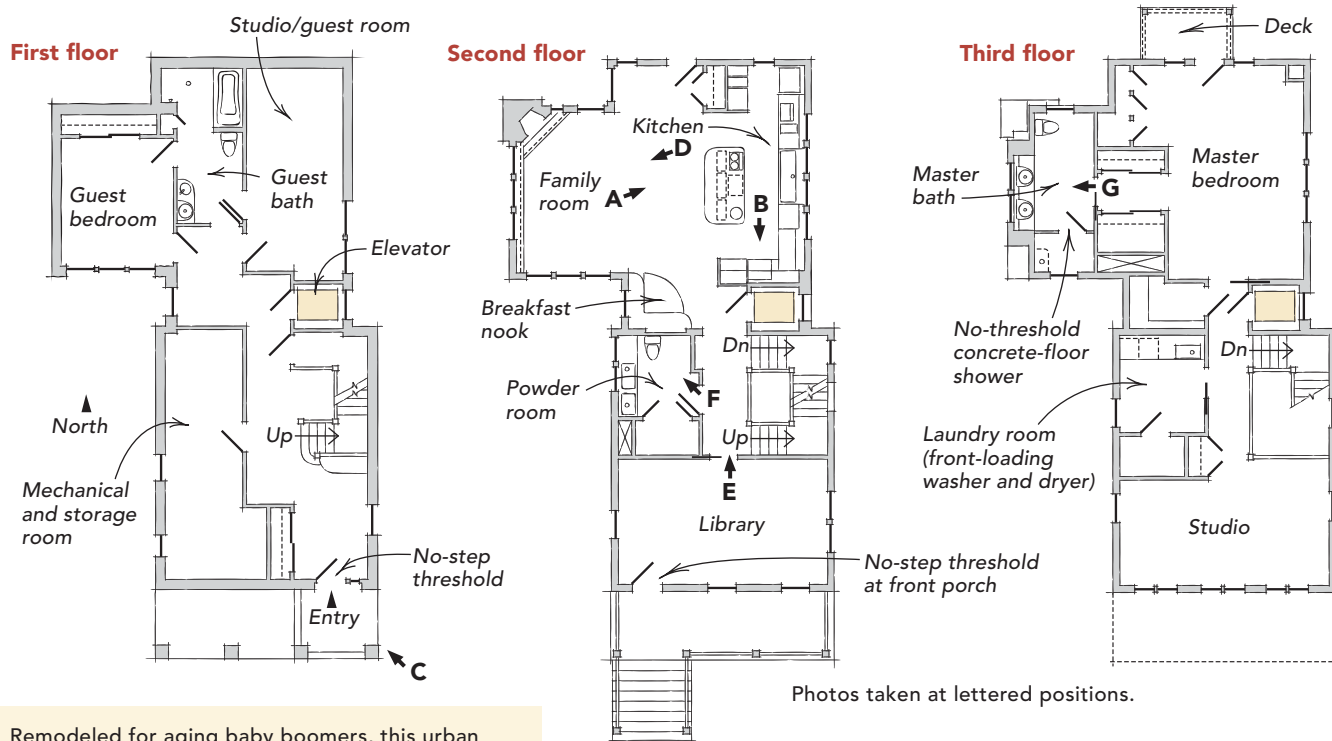 First floor
Studio/guest room
Guest
bedroom
Guest
bath
Elevator
North
Up
Mechanical
and storage
room
No-step
threshold
Entry
C
Second floor
Kitchen
D
Family
room
A
B
Breakfast
nook
Dn
Powder
room
F
Up
E
Library
No-step threshold
at front porch
Third floor
Deck
Master
bath
G
Master
bedroom
No-threshold
concrete-floor
shower
Dn
Laundry room
(front-loading
washer and dryer)
Studio
Photos taken at lettered positions.
Remodeled for aging baby boomers, this urban